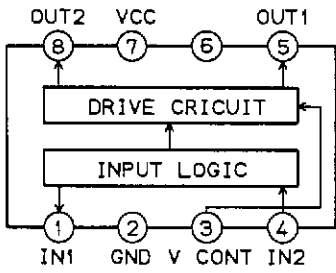 OUT2 VCC OUT1
8 7 6 5
DRIVE CRICUIT
INPUT LOGIC
1 2 3 4
IN1 GND V CONT IN2